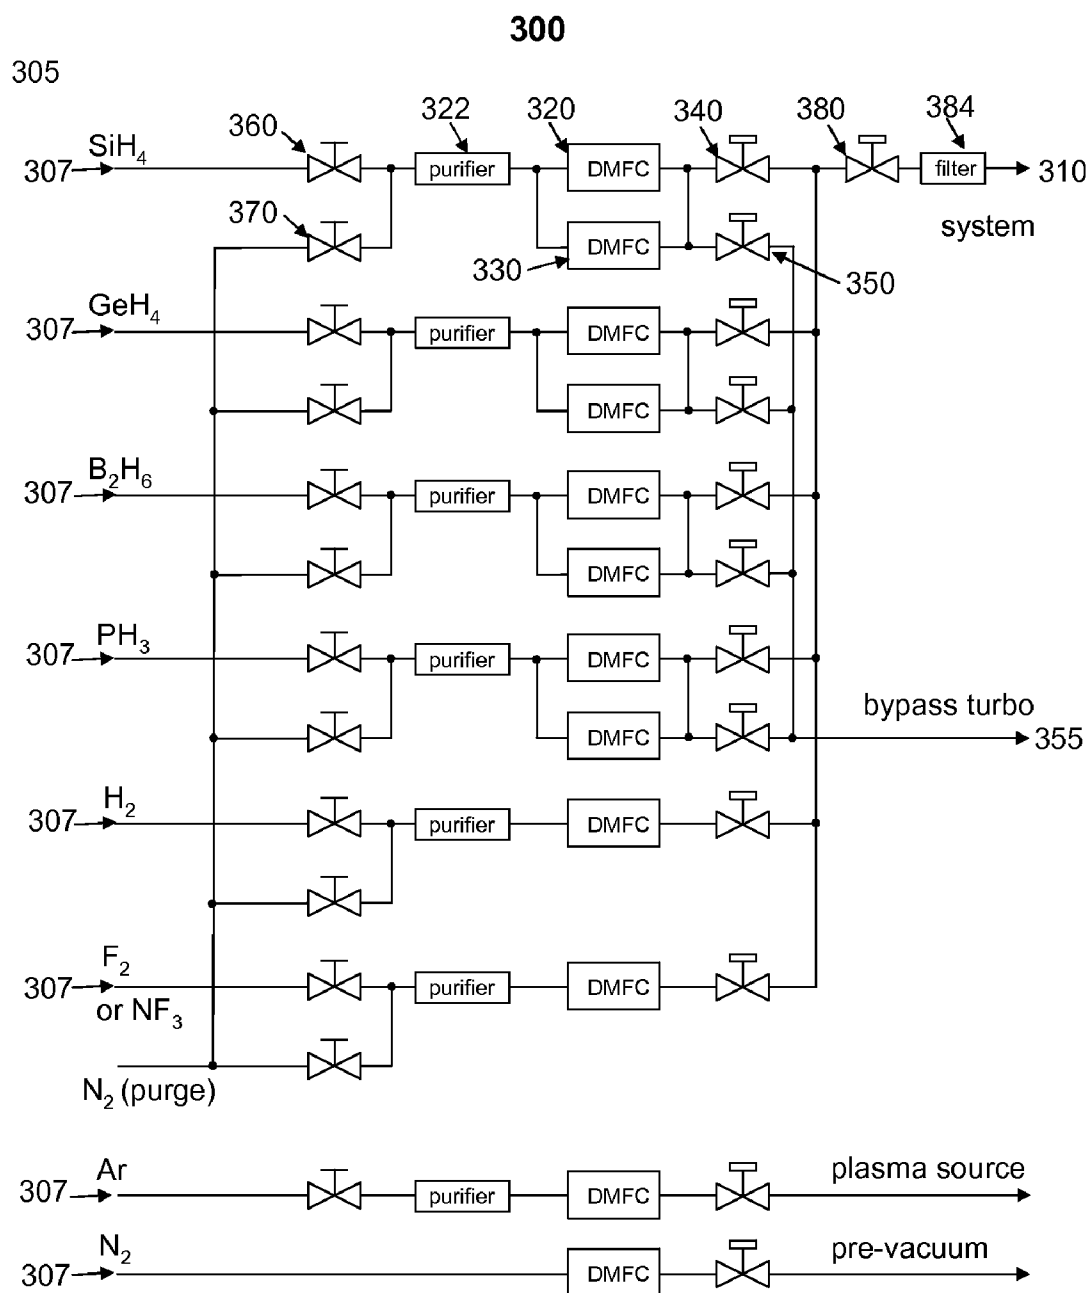 300
305
360 322 320 340 380 384
307 SiH₄ purifier DMFC filter 310
system
370 DMFC
330 350
307 GeH₄ purifier DMFC
DMFC
307 B₂H₆ purifier DMFC
DMFC
307 PH₃ purifier DMFC
DMFC bypass turbo 355
307 H₂ purifier DMFC
307 F₂ purifier DMFC
or NF₃
N₂ (purge)
307 Ar purifier DMFC plasma source
307 N₂ DMFC pre-vacuum